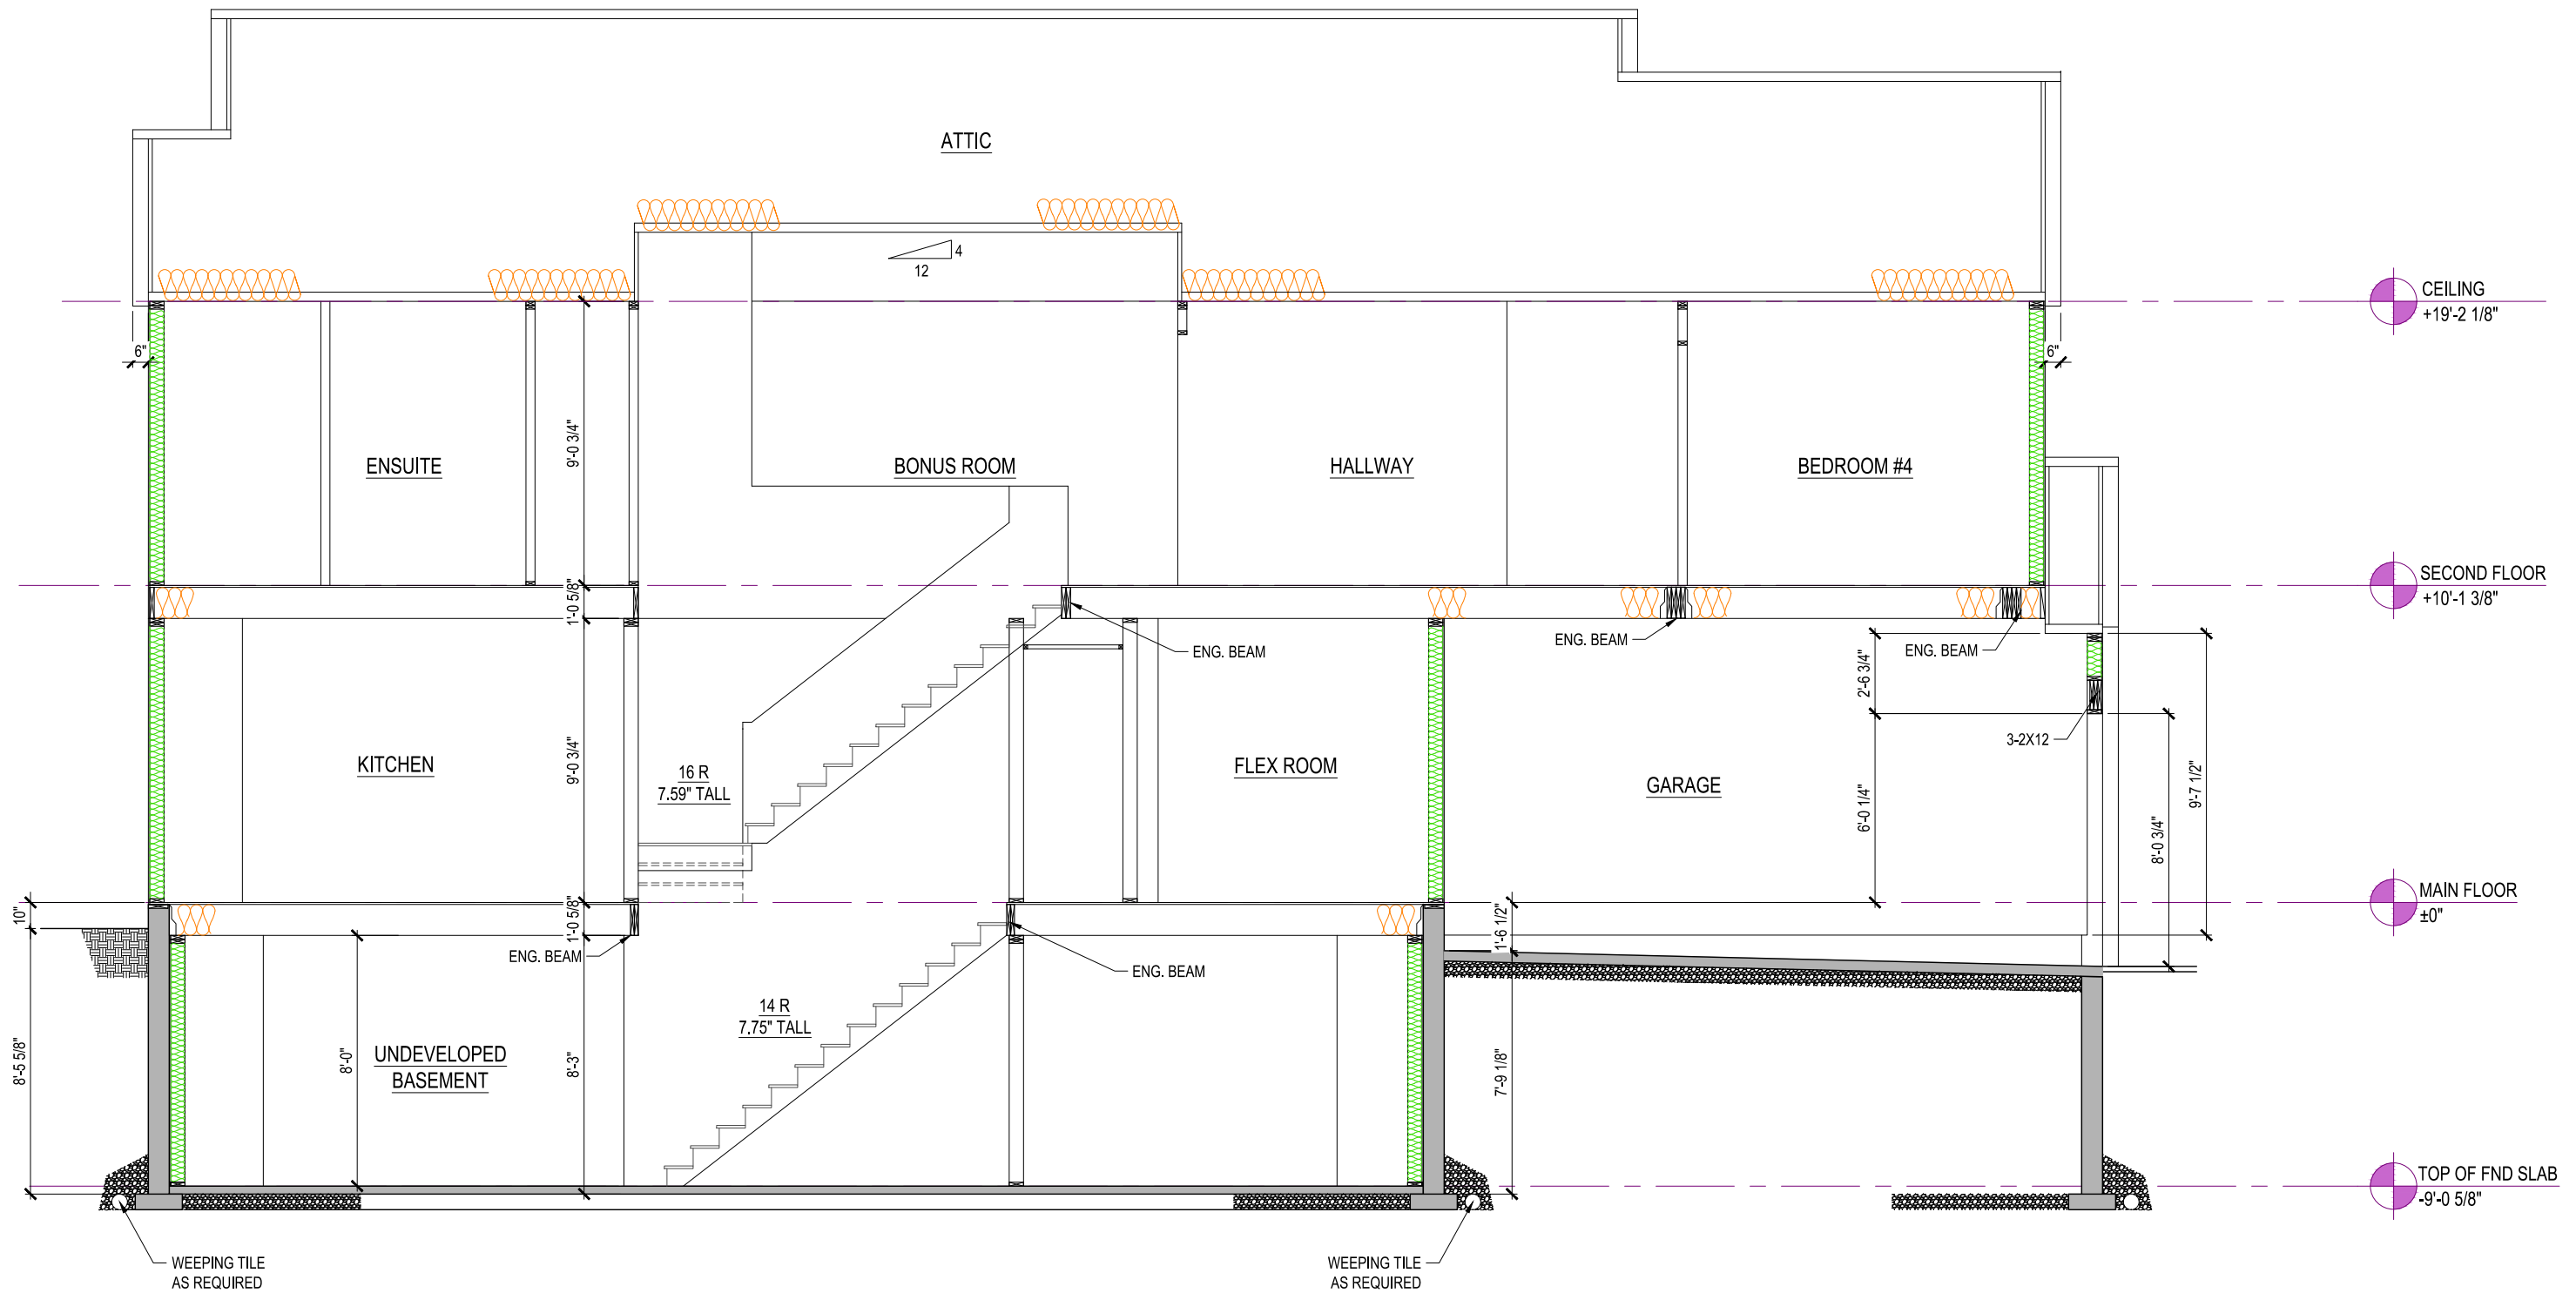 ATTIC
4
12
CEILING
+19'-2 1/8"
6"
6"
9'-0 3/4"
ENSUITE
BONUS ROOM
HALLWAY
BEDROOM #4
SECOND FLOOR
+10'-1 3/8"
1'-0 5/8"
ENG. BEAM
ENG. BEAM
ENG. BEAM
2'-6 3/4"
3-2X12
KITCHEN
9'-0 3/4"
16 R
7.59" TALL
FLEX ROOM
GARAGE
6'-0 1/4"
9'-7 1/2"
8'-0 3/4"
MAIN FLOOR
±0"
10"
1'-0 5/8"
1'-6 1/2"
ENG. BEAM
ENG. BEAM
14 R
7.75" TALL
8'-5 5/8"
8'-0"
UNDEVELOPED
BASEMENT
8'-3"
7'-9 1/8"
TOP OF FND SLAB
-9'-0 5/8"
WEEPING TILE
AS REQUIRED
WEEPING TILE
AS REQUIRED